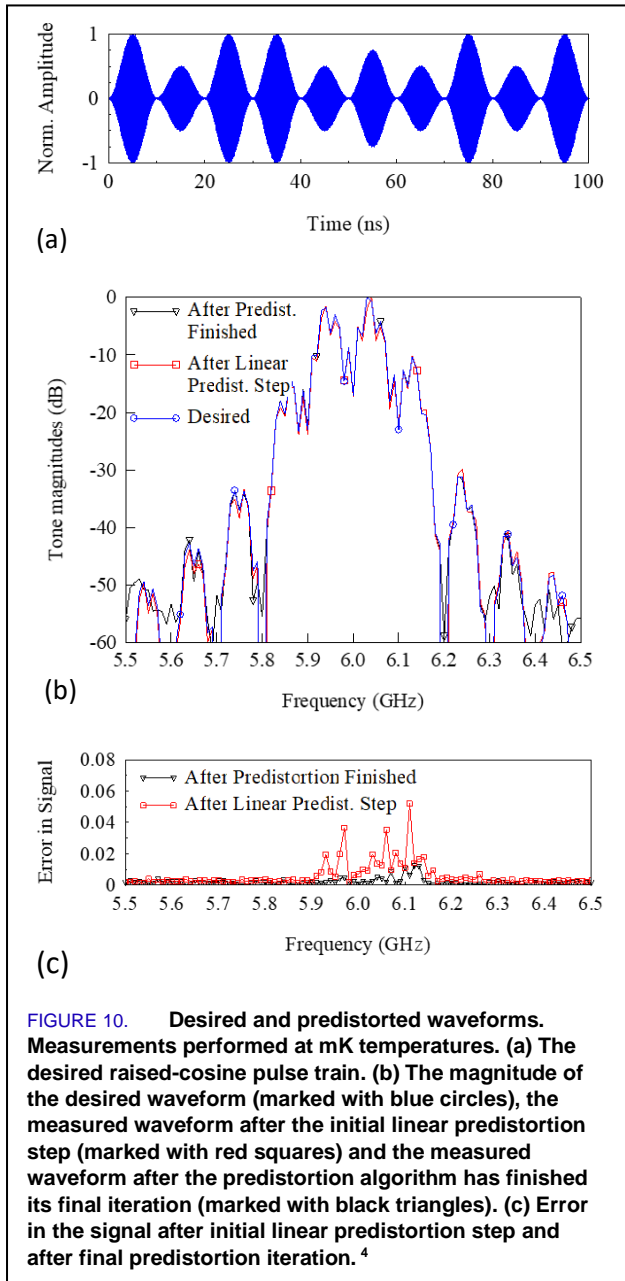 Norm. Amplitude
1
0
-1
0 20 40 60 80 100
Time (ns)
(a)
Tone magnitudes (dB)
0
-10
-20
-30
-40
-50
-60
After Predist.
Finished
After Linear
Predist. Step
Desired
5.5 5.6 5.7 5.8 5.9 6.0 6.1 6.2 6.3 6.4 6.5
Frequency (GHz)
(b)
Error in Signal
0.08
0.06
0.04
0.02
0
After Predistortion Finished
After Linear Predist. Step
5.5 5.6 5.7 5.8 5.9 6.0 6.1 6.2 6.3 6.4 6.5
Frequency (GHz)
(c)
FIGURE 10. Desired and predistorted waveforms.
Measurements performed at mK temperatures. (a) The
desired raised-cosine pulse train. (b) The magnitude of
the desired waveform (marked with blue circles), the
measured waveform after the initial linear predistortion
step (marked with red squares) and the measured
waveform after the predistortion algorithm has finished
its final iteration (marked with black triangles). (c) Error
in the signal after initial linear predistortion step and
after final predistortion iteration. 4